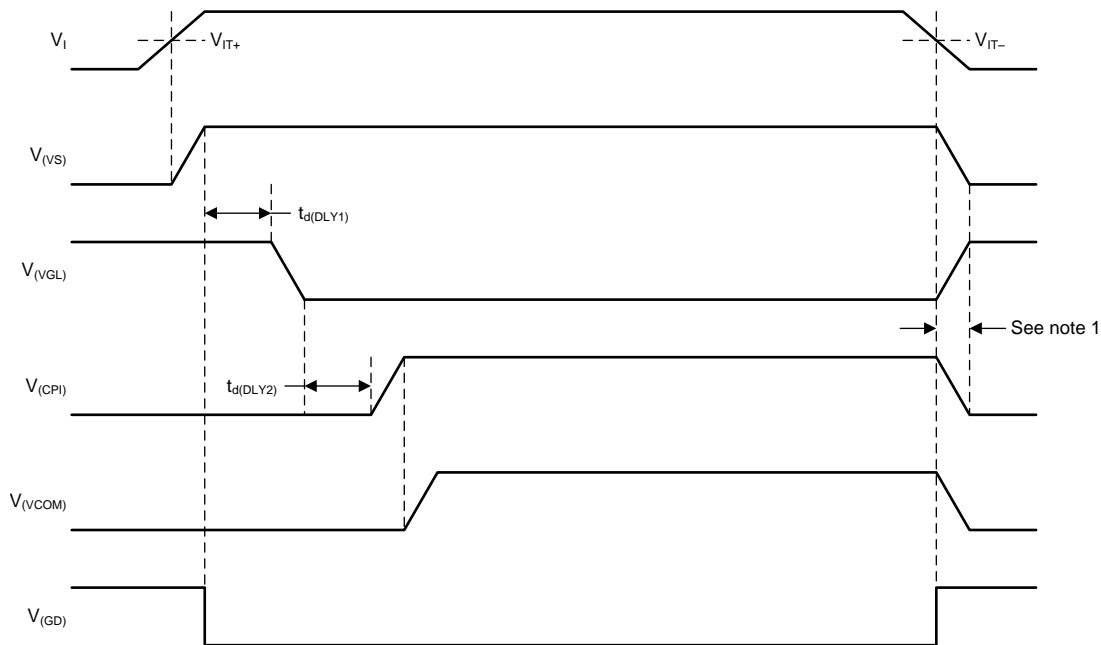 V_I
V_IT+
V_IT–
V_(VS)
t_d(DLY1)
V_(VGL)
See note 1
t_d(DLY2)
V_(CPI)
V_(VCOM)
V_(GD)